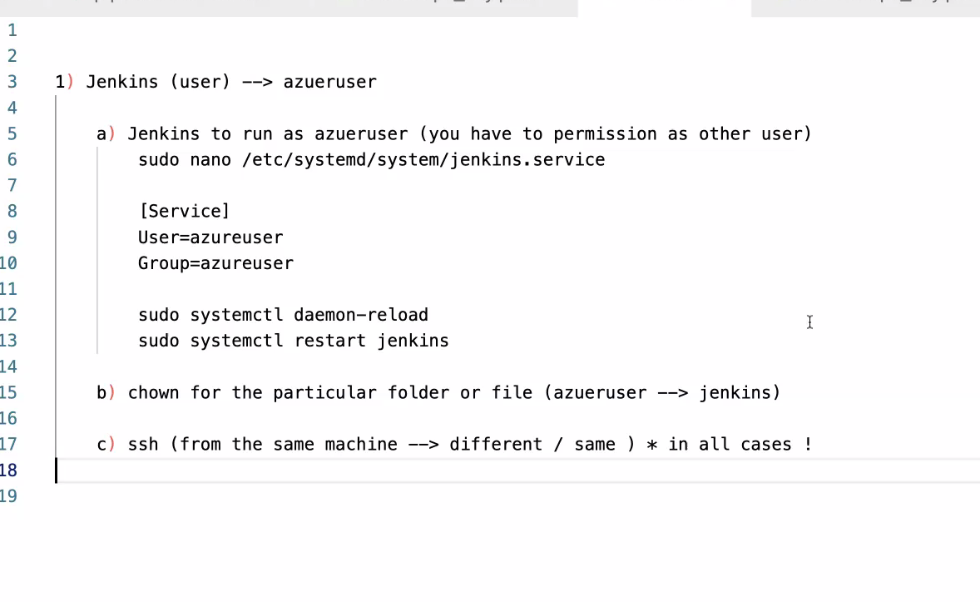 1
2
3 1) Jenkins (user) --> azueruser
4
5 a) Jenkins to run as azueruser (you have to permission as other user)
6 sudo nano /etc/systemd/system/jenkins.service
7
8 [Service]
9 User=azureuser
10 Group=azureuser
11
12 sudo systemctl daemon-reload
13 sudo systemctl restart jenkins
14
15 b) chown for the particular folder or file (azueruser --> jenkins)
16
17 c) ssh (from the same machine --> different / same ) * in all cases !
18
19